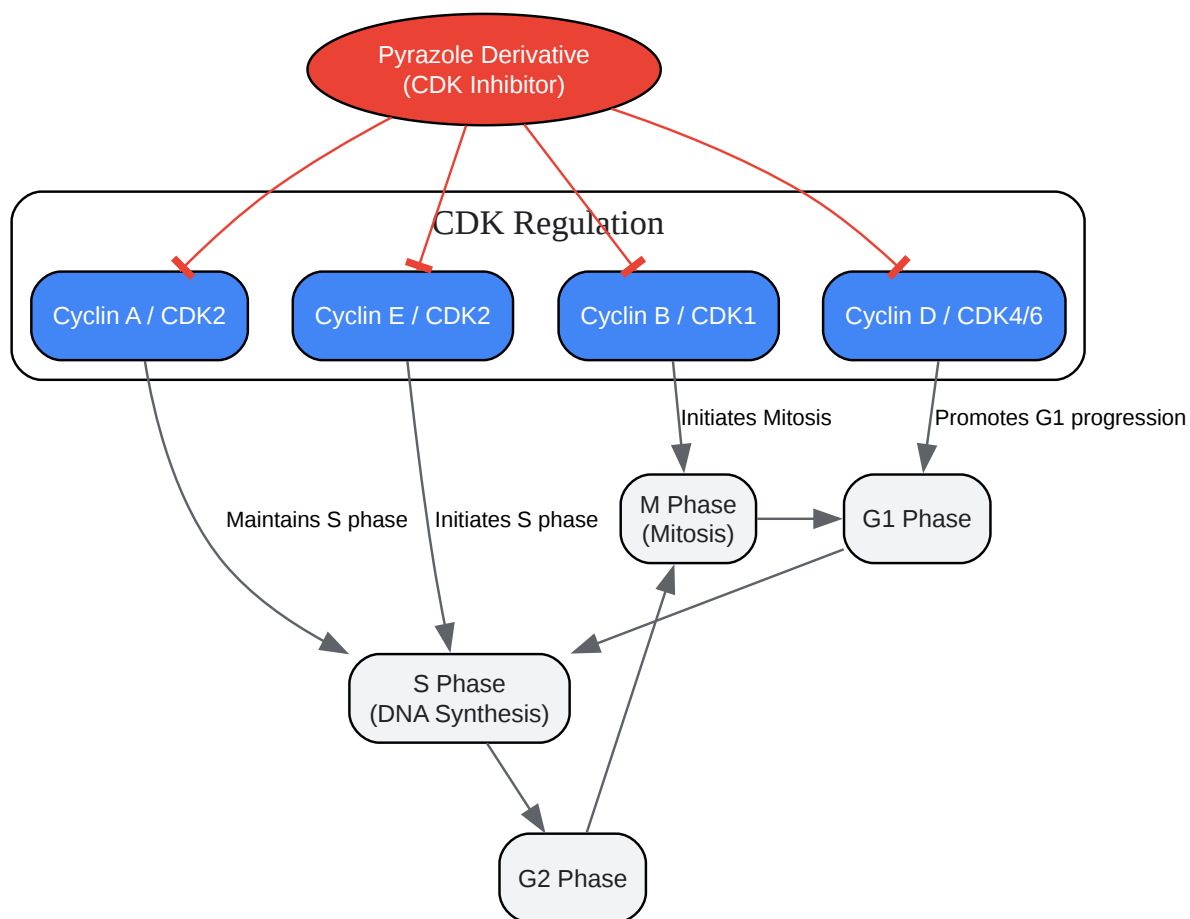 Pyrazole Derivative
(CDK Inhibitor)
CDK Regulation
Cyclin A / CDK2
Cyclin E / CDK2
Cyclin B / CDK1
Cyclin D / CDK4/6
Initiates Mitosis
Promotes G1 progression
Maintains S phase
Initiates S phase
M Phase
(Mitosis)
G1 Phase
S Phase
(DNA Synthesis)
G2 Phase